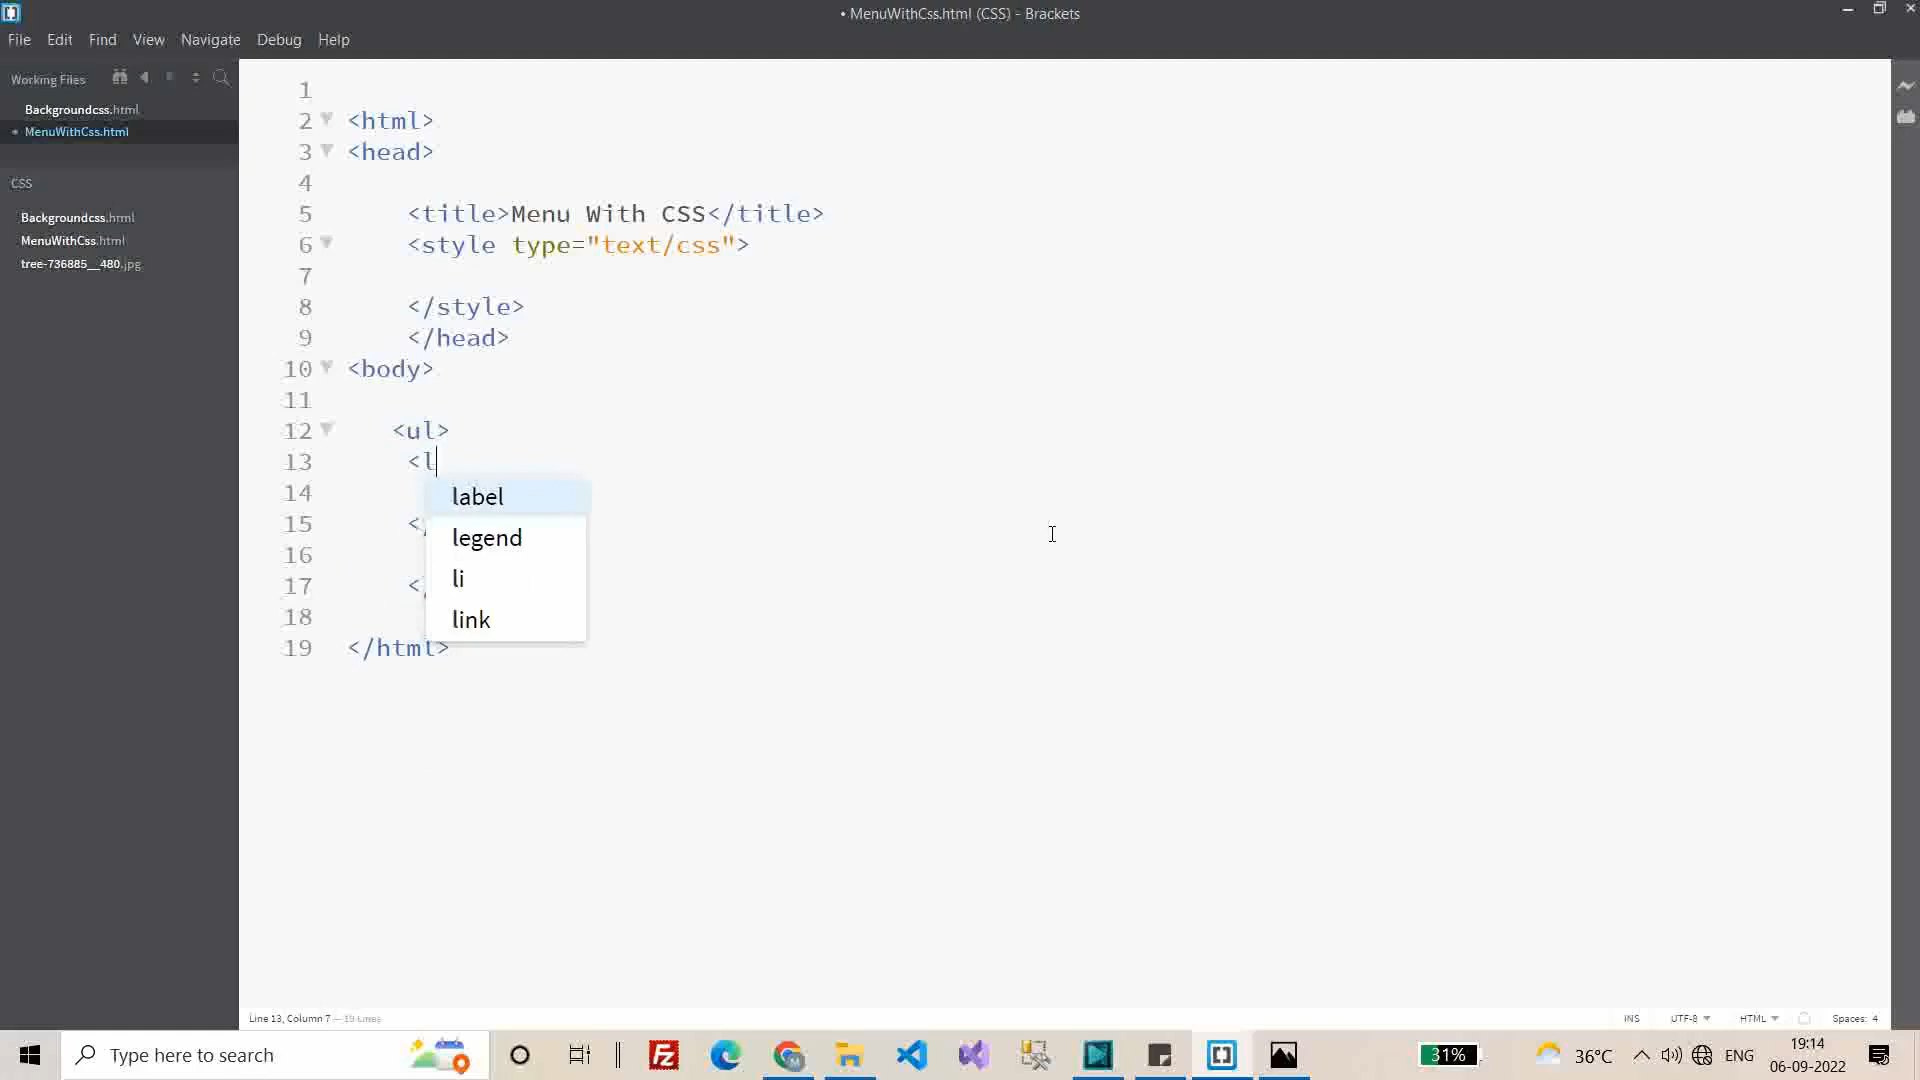 • MenuWithCss.html (CSS) - Brackets
File Edit Find View Navigate Debug Help
Working Files
Backgroundcss.html
• MenuWithCss.html
CSS
Backgroundcss.html
MenuWithCss.html
tree-736885__480.jpg
1
2 <html>
3 <head>
4
5 <title>Menu With CSS</title>
6 <style type="text/css">
7
8 </style>
9 </head>
10 <body>
11
12 <ul>
13 <l
14
15 <
16
17 <
18
19 </html>
label
legend
li
link
Line 13, Column 7 — 19 Lines
INS UTF-8 HTML Spaces: 4
Type here to search
31%
36°C
ENG
19:14
06-09-2022